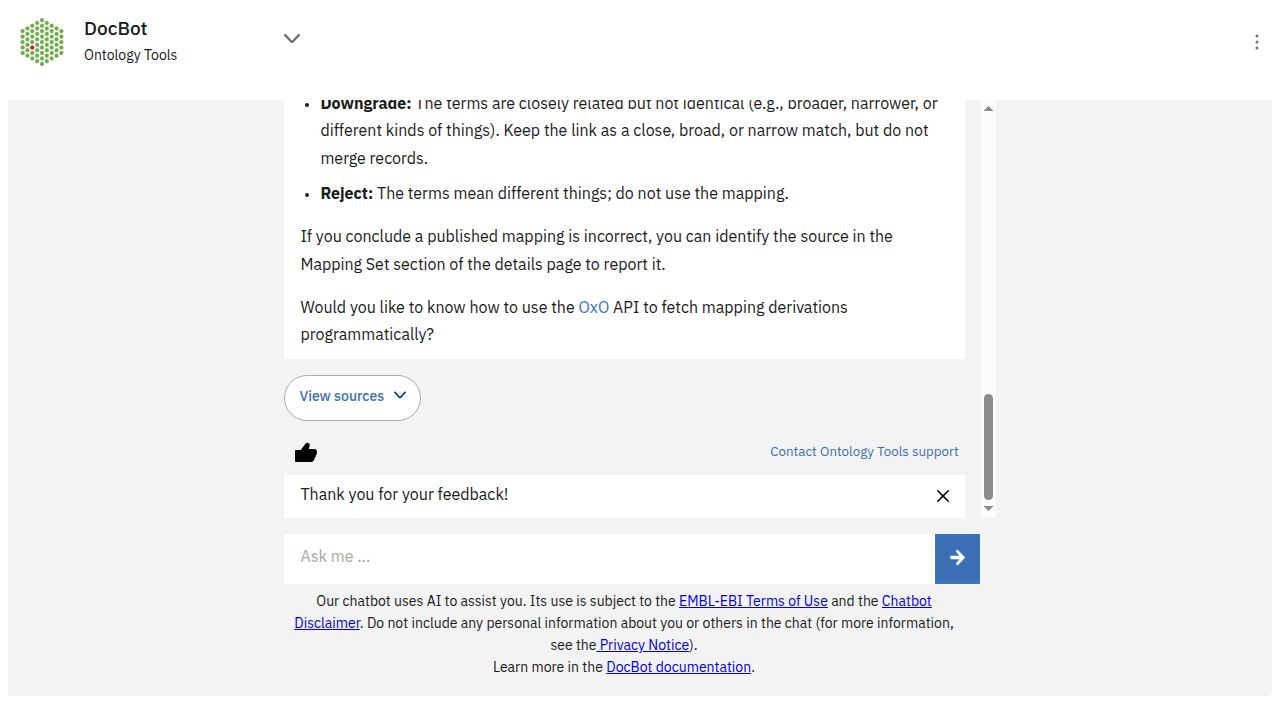 DocBot
Ontology Tools
• Downgrade: The terms are closely related but not identical (e.g., broader, narrower, or
different kinds of things). Keep the link as a close, broad, or narrow match, but do not
merge records.
• Reject: The terms mean different things; do not use the mapping.
If you conclude a published mapping is incorrect, you can identify the source in the
Mapping Set section of the details page to report it.
Would you like to know how to use the OxO API to fetch mapping derivations
programmatically?
View sources
Contact Ontology Tools support
Thank you for your feedback!
Ask me ...
Our chatbot uses AI to assist you. Its use is subject to the EMBL-EBI Terms of Use and the Chatbot
Disclaimer. Do not include any personal information about you or others in the chat (for more information,
see the Privacy Notice).
Learn more in the DocBot documentation.